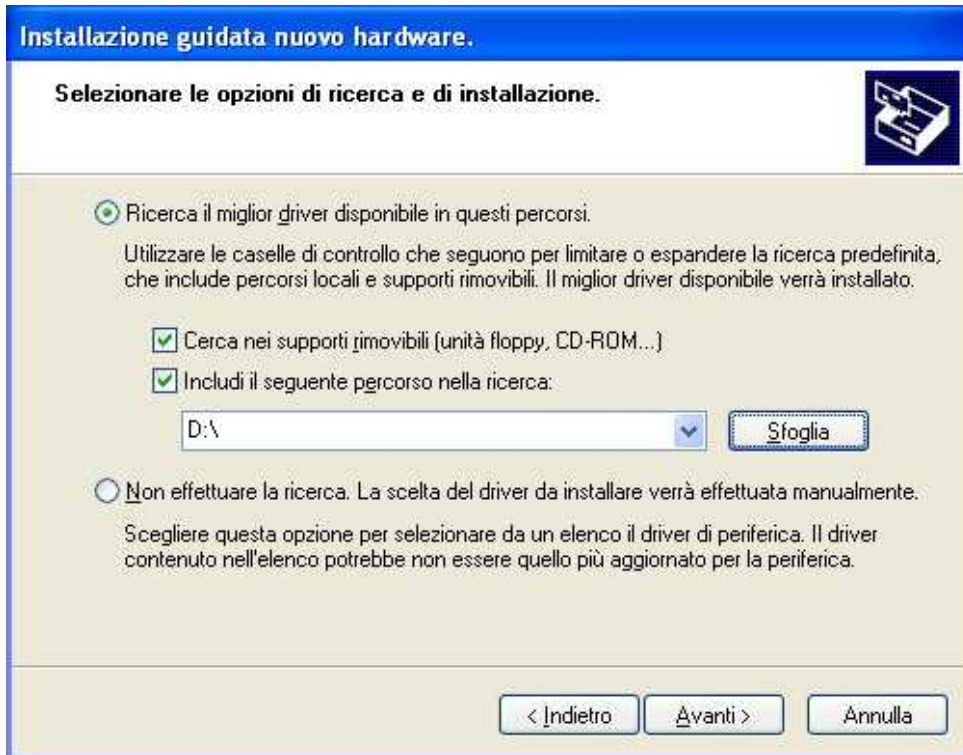 Installazione guidata nuovo hardware.
Selezionare le opzioni di ricerca e di installazione.
Ricerca il miglior driver disponibile in questi percorsi.
Utilizzare le caselle di controllo che seguono per limitare o espandere la ricerca predefinita,
che include percorsi locali e supporti rimovibili. Il miglior driver disponibile verrà installato.
Cerca nei supporti rimovibili (unità floppy, CD-ROM...)
Includi il seguente percorso nella ricerca:
D:\ Sfoglia
Non effettuare la ricerca. La scelta del driver da installare verrà effettuata manualmente.
Scegliere questa opzione per selezionare da un elenco il driver di periferica. Il driver
contenuto nell'elenco potrebbe non essere quello più aggiornato per la periferica.
< Indietro Avanti > Annulla